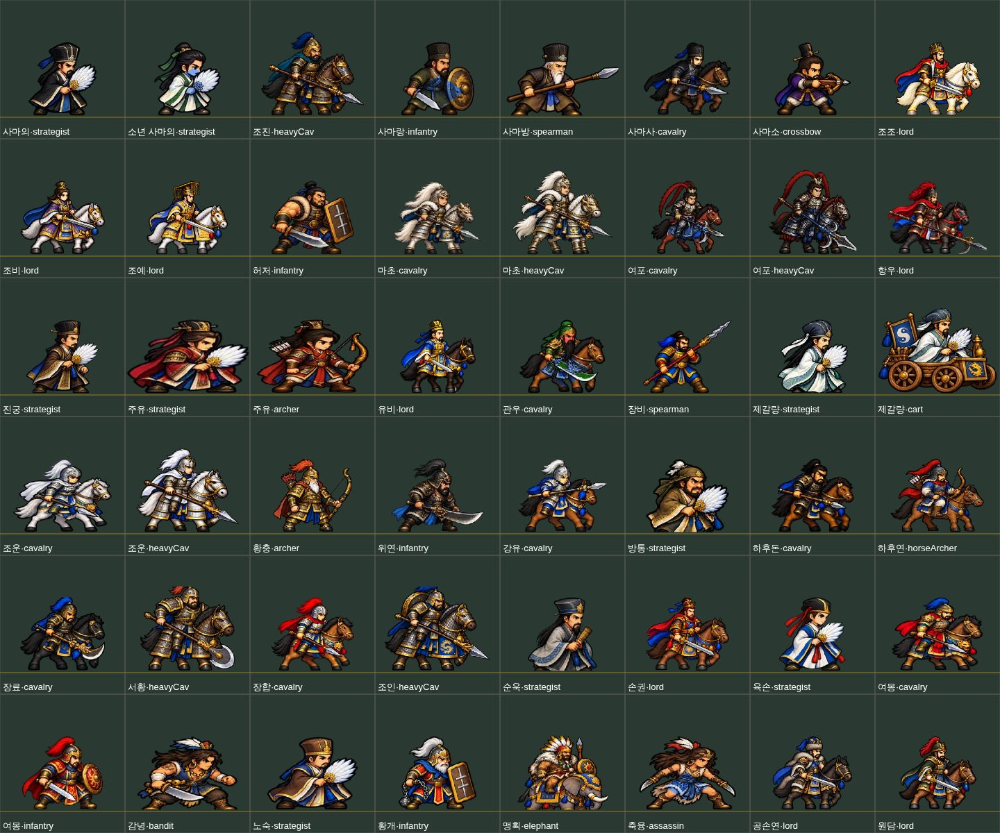 사마의·strategist
소년 사마의·strategist
조진·heavyCav
사마랑·infantry
사마방·spearman
사마사·cavalry
사마소·crossbow
조조·lord
조비·lord
조예·lord
허저·infantry
마초·cavalry
마초·heavyCav
여포·cavalry
여포·heavyCav
항우·lord
진궁·strategist
주유·strategist
주유·archer
유비·lord
관우·cavalry
장비·spearman
제갈량·strategist
제갈량·cart
조운·cavalry
조운·heavyCav
황충·archer
위연·infantry
강유·cavalry
방통·strategist
하후돈·cavalry
하후연·horseArcher
장료·cavalry
서황·heavyCav
장합·cavalry
조인·heavyCav
순욱·strategist
손권·lord
육손·strategist
여몽·cavalry
여몽·infantry
감녕·bandit
노숙·strategist
황개·infantry
맹획·elephant
축융·assassin
공손연·lord
원담·lord